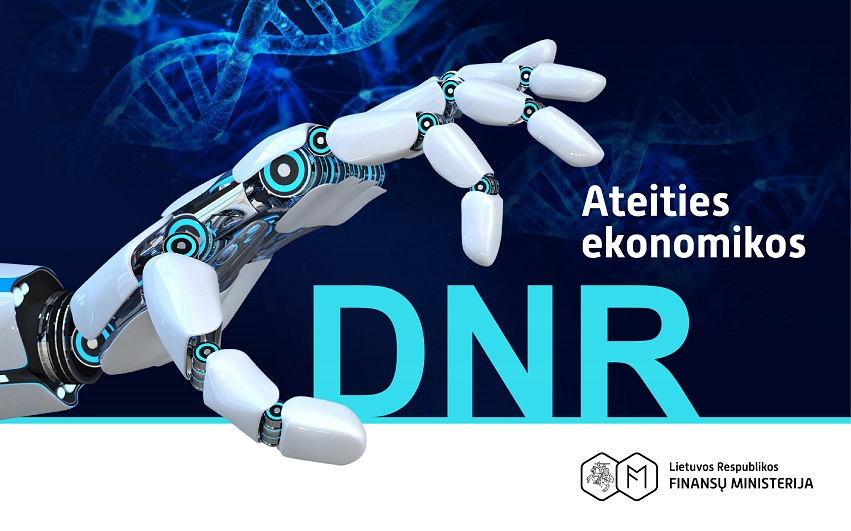 Ateities
ekonomikos
DNR
Lietuvos Respublikos
FINANSŲ MINISTERIJA